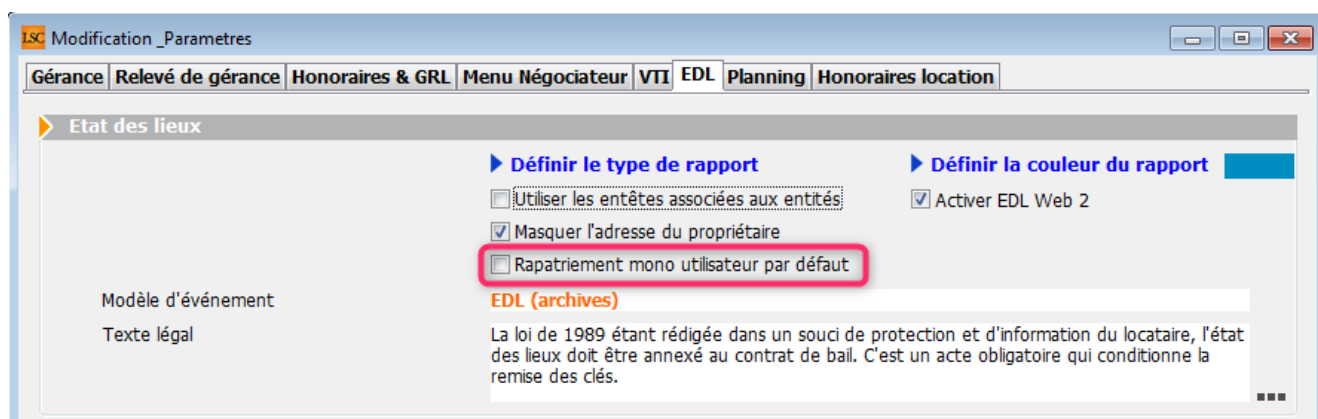 LSC Modification _Parametres
Gérance Relevé de gérance Honoraires & GRL Menu Négociateur VTI EDL Planning Honoraires location
Etat des lieux
Définir le type de rapport Définir la couleur du rapport
Utiliser les entêtes associées aux entités Activer EDL Web 2
Masquer l'adresse du propriétaire
Rapatriement mono utilisateur par défaut
Modèle d'événement EDL (archives)
Texte légal La loi de 1989 étant rédigée dans un souci de protection et d'information du locataire, l'état
des lieux doit être annexé au contrat de bail. C'est un acte obligatoire qui conditionne la
remise des clés.